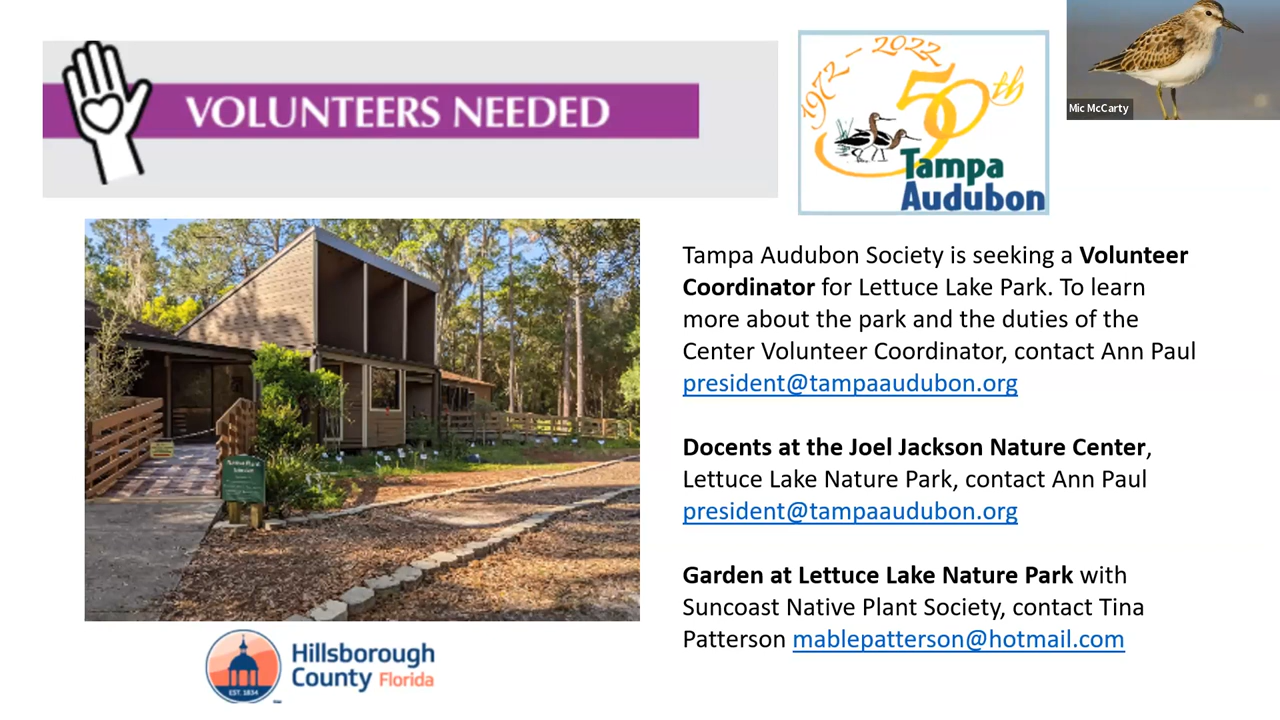 VOLUNTEERS NEEDED
1972 - 2022
50th
Tampa
Audubon
Mic McCarty
Tampa Audubon Society is seeking a Volunteer
Coordinator for Lettuce Lake Park. To learn
more about the park and the duties of the
Center Volunteer Coordinator, contact Ann Paul
president@tampaaudubon.org
Docents at the Joel Jackson Nature Center,
Lettuce Lake Nature Park, contact Ann Paul
president@tampaaudubon.org
Garden at Lettuce Lake Nature Park with
Suncoast Native Plant Society, contact Tina
Patterson mablepatterson@hotmail.com
Hillsborough
County Florida
EST. 1834